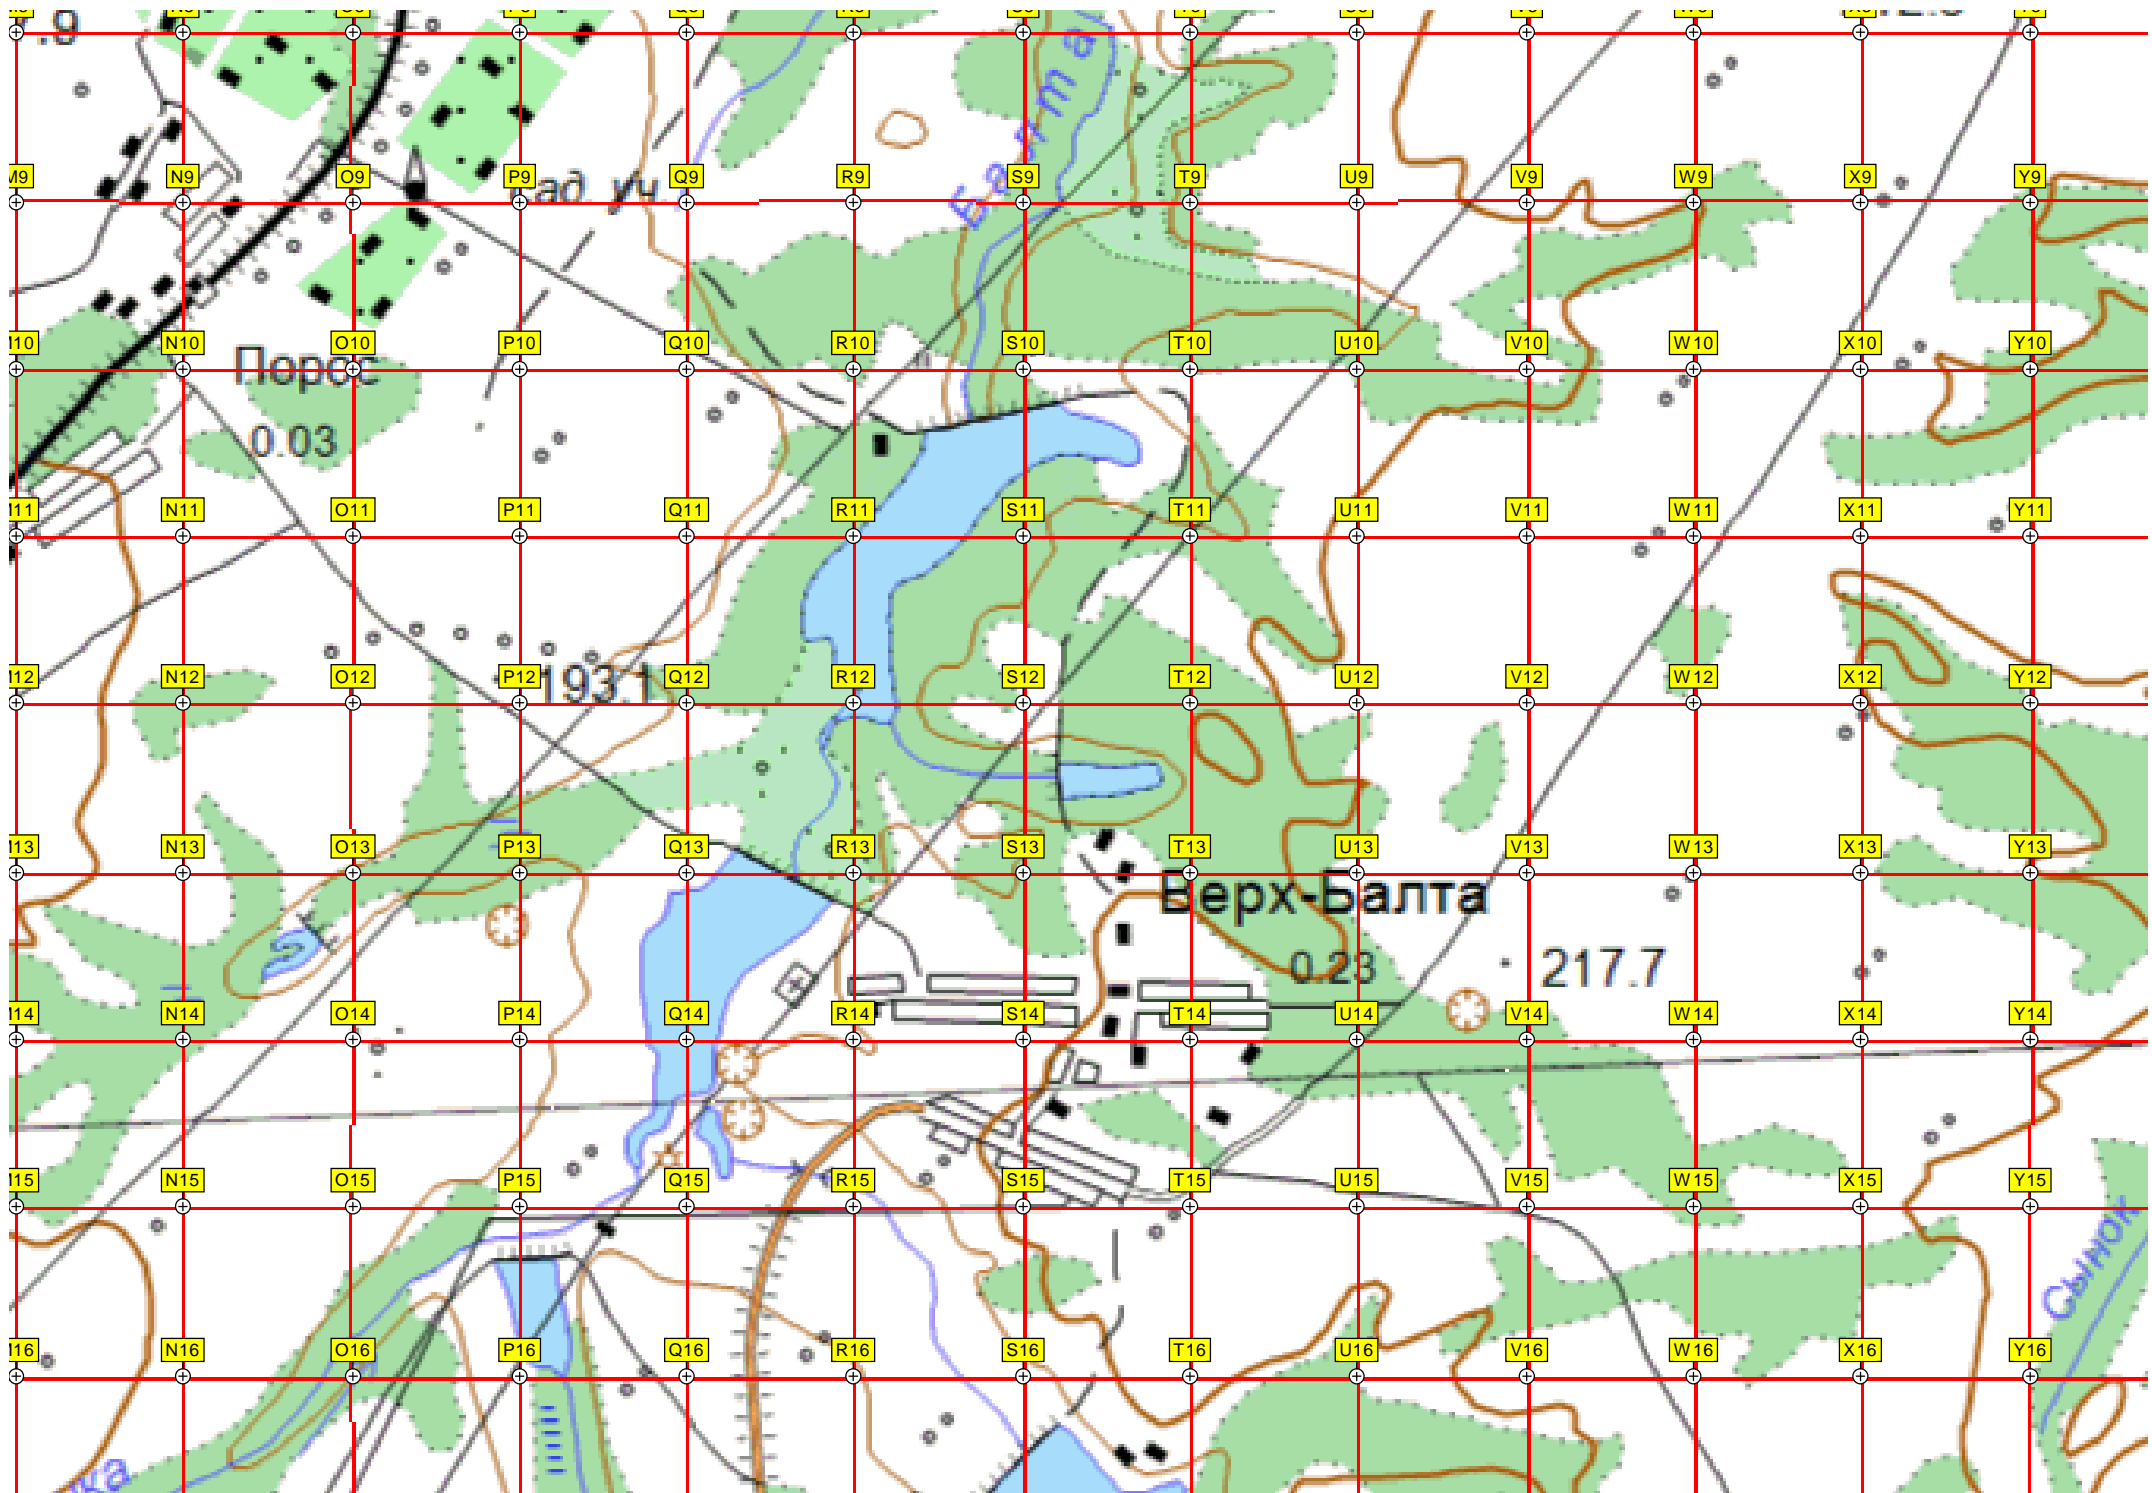 .9
Балта
M9 N9 O9 P9 Q9 R9 S9 T9 U9 V9 W9 X9 Y9
Сад. уч.
N10 O10 P10 Q10 R10 S10 T10 U10 V10 W10 X10 Y10
Порос
0.03
N11 O11 P11 Q11 R11 S11 T11 U11 V11 W11 X11 Y11
N12 O12 P12 Q12 R12 S12 T12 U12 V12 W12 X12 Y12
193.1
N13 O13 P13 Q13 R13 S13 T13 U13 V13 W13 X13 Y13
Верх-Балта
0.23
217.7
N14 O14 P14 Q14 R14 S14 T14 U14 V14 W14 X14 Y14
N15 O15 P15 Q15 R15 S15 T15 U15 V15 W15 X15 Y15
Сынок
N16 O16 P16 Q16 R16 S16 T16 U16 V16 W16 X16 Y16
ка